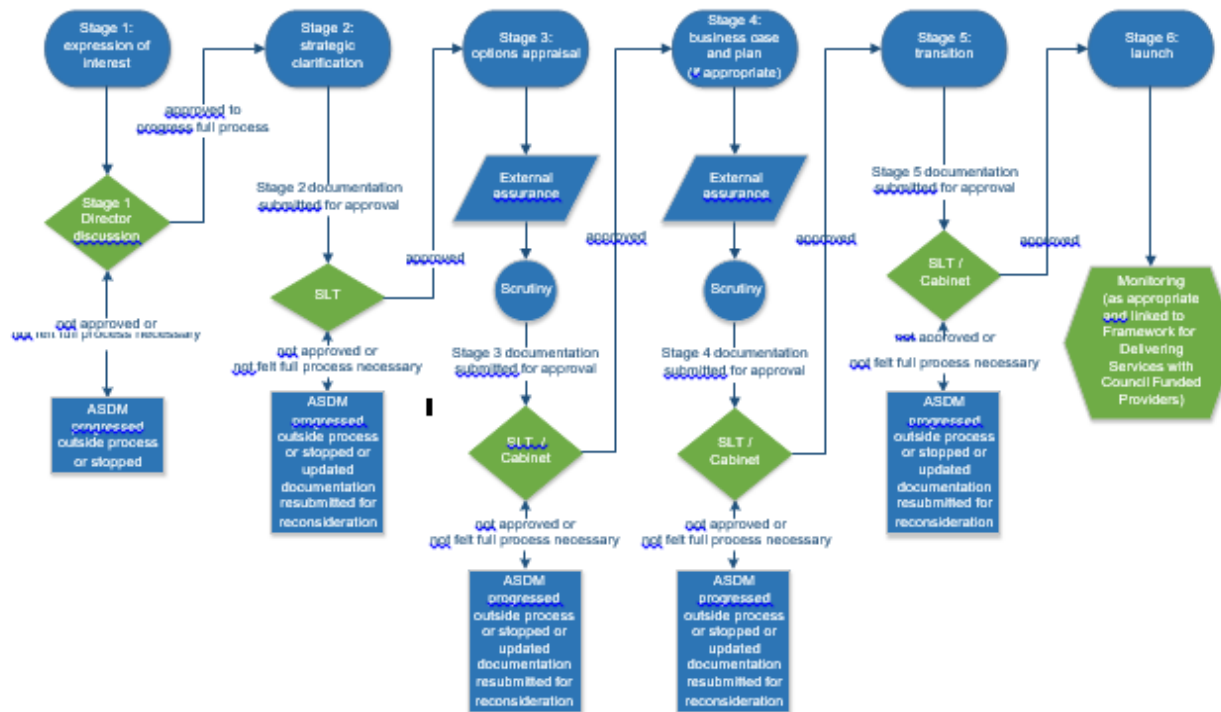 Stage 1:
expression of
interest
Stage 2:
strategic
clarification
Stage 3:
options appraisal
Stage 4:
business case
and plan
(if appropriate)
Stage 5:
transition
Stage 6:
launch
approved to
progress full process
Stage 1
Director
discussion
not approved or
not felt full process necessary
ASDM
progressed
outside process
or stopped
Stage 2 documentation
submitted for approval
SLT
approved
not approved or
not felt full process necessary
ASDM
progressed
outside process
or stopped or
updated
documentation
resubmitted for
reconsideration
External
assurance
Scrutiny
Stage 3 documentation
submitted for approval
SLT /
Cabinet
approved
not approved or
not felt full process necessary
ASDM
progressed
outside process
or stopped or
updated
documentation
resubmitted for
reconsideration
External
assurance
Scrutiny
Stage 4 documentation
submitted for approval
SLT /
Cabinet
approved
not approved or
not felt full process necessary
ASDM
progressed
outside process
or stopped or
updated
documentation
resubmitted for
reconsideration
Stage 5 documentation
submitted for approval
SLT /
Cabinet
approved
not approved or
not felt full process necessary
ASDM
progressed
outside process
or stopped or
updated
documentation
resubmitted for
reconsideration
Monitoring
(as appropriate
and linked to
Framework for
Delivering
Services with
Council Funded
Providers)